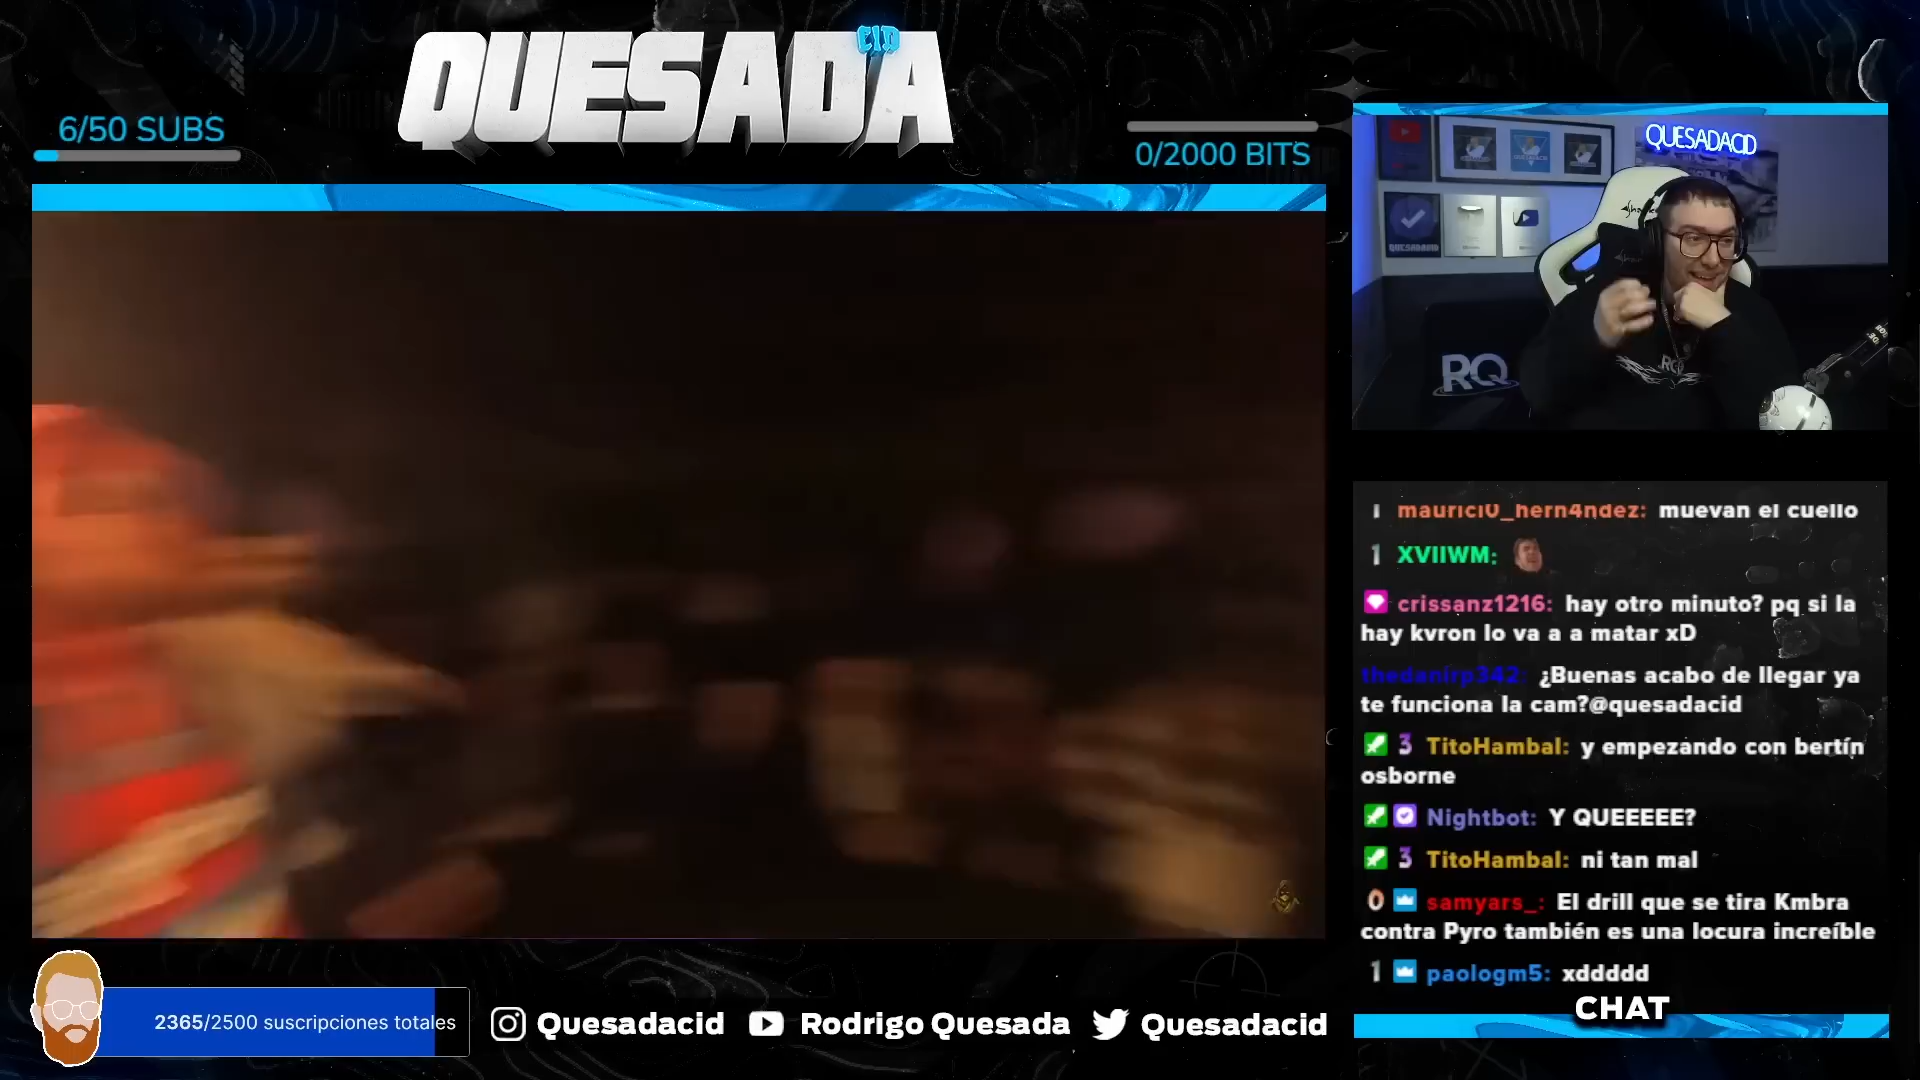 QUESADA
CID
6/50 SUBS
0/2000 BITS
QUESADACID
QUESADACID
RQ
mauricio_hern4ndez: muevan el cuello
1 XVIIWM:
crissanz1216: hay otro minuto? pq si la
hay kvron lo va a a matar xD
thedanirp342: ¿Buenas acabo de llegar ya
te funciona la cam?@quesadacid
3 TitoHambal: y empezando con bertín
osborne
Nightbot: Y QUEEEEE?
3 TitoHambal: ni tan mal
0 samyars_: El drill que se tira Kmbra
contra Pyro también es una locura increíble
1 paologm5: xddddd
CHAT
2365/2500 suscripciones totales
Quesadacid
Rodrigo Quesada
Quesadacid